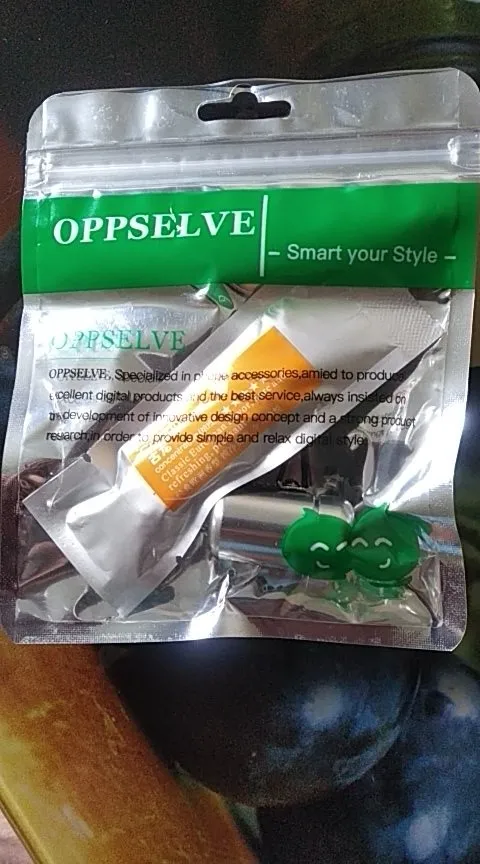 OPPSELVE
– Smart your Style –
OPPSELVE
OPPSELVE, Specialized in phone accessories,amied to produce
excellent digital products and the best service,always insisted on
the development of innovative design concept and a strong product
research,in order to provide simple and relax digital style
Classic
refreshing,